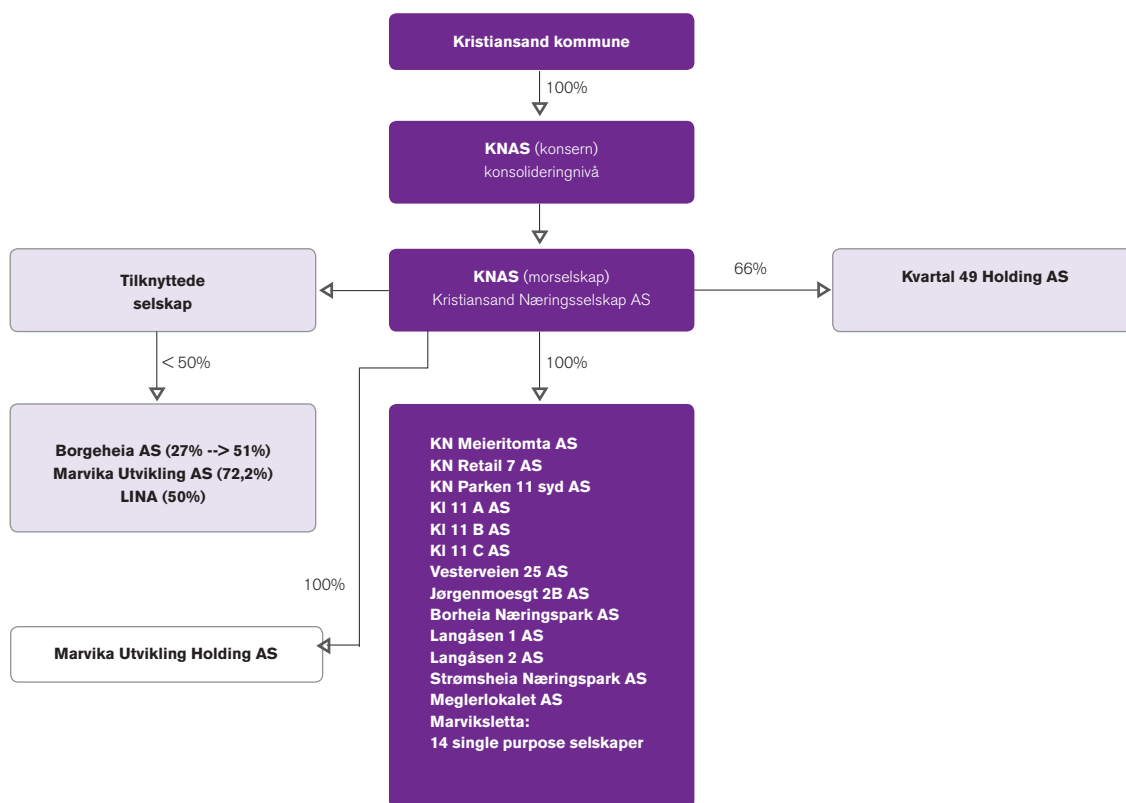 Kristiansand kommune
100%
KNAS (konsern)
konsolideringnivå
Tilknyttede
selskap
KNAS (morselskap)
Kristiansand Næringsselskap AS
66%
Kvartal 49 Holding AS
< 50%
100%
Borgeheia AS (27% --> 51%)
Marvika Utvikling AS (72,2%)
LINA (50%)
KN Meieritomta AS
KN Retail 7 AS
KN Parken 11 syd AS
Kl 11 A AS
Kl 11 B AS
Kl 11 C AS
Vesterveien 25 AS
Jørgenmoesgt 2B AS
Borheia Næringspark AS
Langåsen 1 AS
Langåsen 2 AS
Strømsheia Næringspark AS
Meglerlokalet AS
Marviksletta:
14 single purpose selskaper
100%
Marvika Utvikling Holding AS